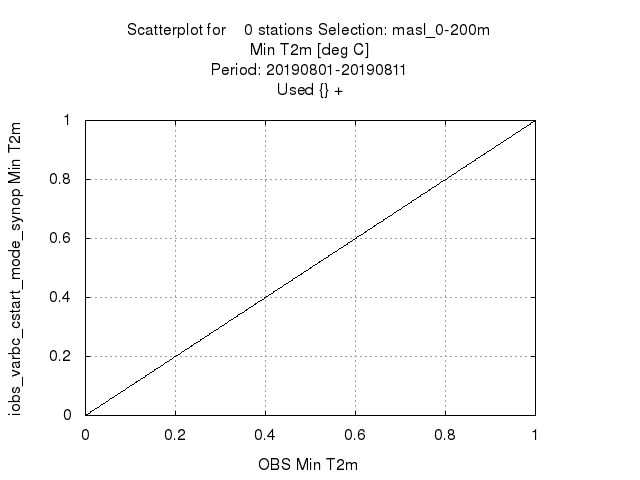 Scatterplot for    0 stations Selection: masl_0-200m
Min T2m [deg C]
Period: 20190801-20190811
Used {} +
iobs_varbc_cstart_mode_synop Min T2m
1
0.8
0.6
0.4
0.2
0
0 0.2 0.4 0.6 0.8 1
OBS Min T2m